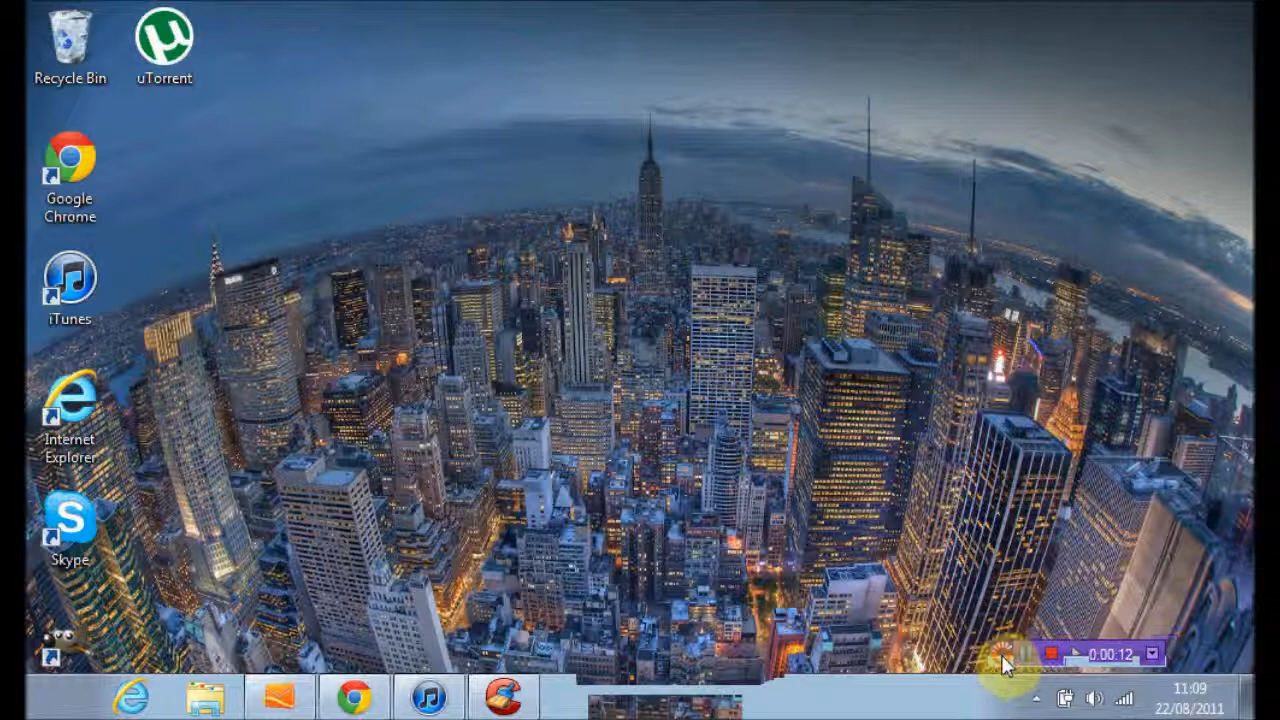 Recycle Bin
uTorrent
Google
Chrome
iTunes
Internet
Explorer
Skype
0:00:12
11:09
22/08/2011